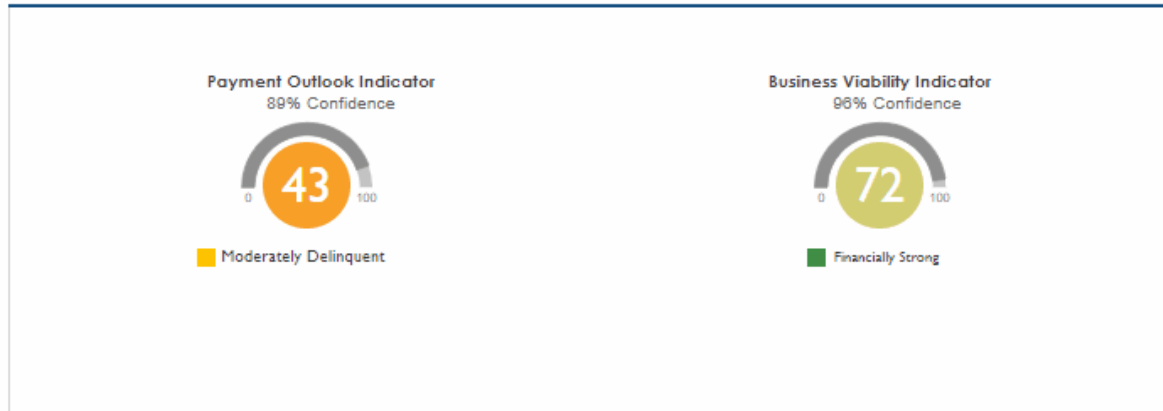 Payment Outlook Indicator
89% Confidence
43
0 100
Moderately Delinquent
Business Viability Indicator
96% Confidence
72
0 100
Financially Strong